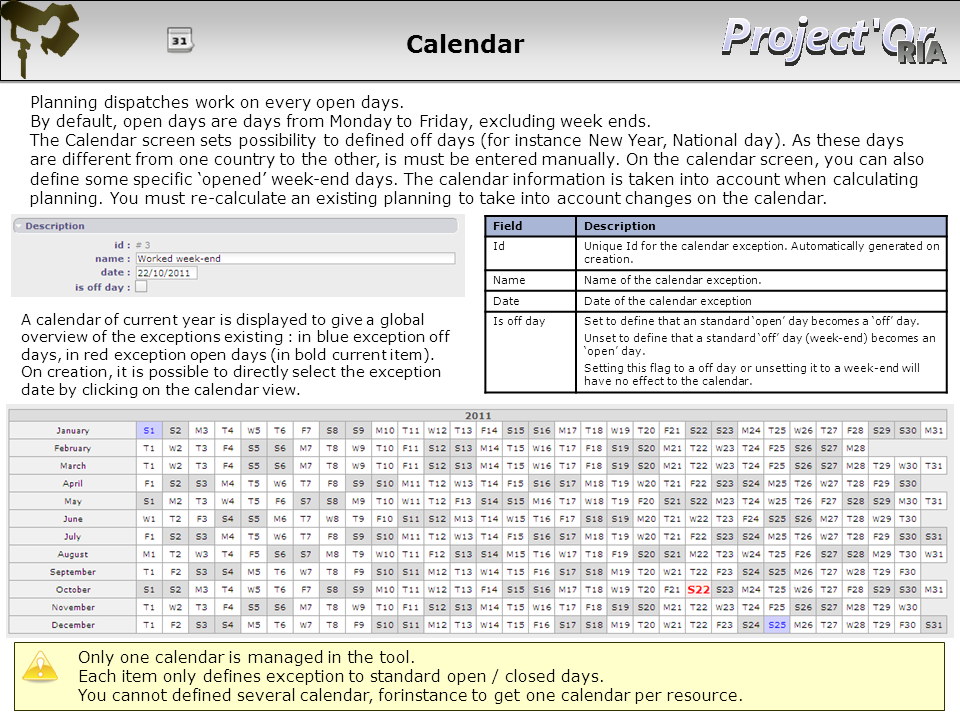 31
Calendar
Project'Or
RIA
Planning dispatches work on every open days.
By default, open days are days from Monday to Friday, excluding week ends.
The Calendar screen sets possibility to defined off days (for instance New Year, National day). As these days
are different from one country to the other, is must be entered manually. On the calendar screen, you can also
define some specific ‘opened’ week-end days. The calendar information is taken into account when calculating
planning. You must re-calculate an existing planning to take into account changes on the calendar.
Description
id : # 3
name : Worked week-end
date : 22/10/2011
is off day :
A calendar of current year is displayed to give a global
overview of the exceptions existing : in blue exception off
days, in red exception open days (in bold current item).
On creation, it is possible to directly select the exception
date by clicking on the calendar view.
Field Description
Id Unique Id for the calendar exception. Automatically generated on
creation.
Name Name of the calendar exception.
Date Date of the calendar exception
Is off day Set to define that an standard ‘open’ day becomes a ‘off’ day.
Unset to define that a standard ‘off’ day (week-end) becomes an
‘open’ day.
Setting this flag to a off day or unsetting it to a week-end will
have no effect to the calendar.
2011
January S1 S2 M3 T4 W5 T6 F7 S8 S9 M10 T11 W12 T13 F14 S15 S16 M17 T18 W19 T20 F21 S22 S23 M24 T25 W26 T27 F28 S29 S30 M31
February T1 W2 T3 F4 S5 S6 M7 T8 W9 T10 F11 S12 S13 M14 T15 W16 T17 F18 S19 S20 M21 T22 W23 T24 F25 S26 S27 M28
March T1 W2 T3 F4 S5 S6 M7 T8 W9 T10 F11 S12 S13 M14 T15 W16 T17 F18 S19 S20 M21 T22 W23 T24 F25 S26 S27 M28 T29 W30 T31
April F1 S2 S3 M4 T5 W6 T7 F8 S9 S10 M11 T12 W13 T14 F15 S16 S17 M18 T19 W20 T21 F22 S23 S24 M25 T26 W27 T28 F29 S30
May S1 M2 T3 W4 T5 F6 S7 S8 M9 T10 W11 T12 F13 S14 S15 M16 T17 W18 T19 F20 S21 S22 M23 T24 W25 T26 F27 S28 S29 M30 T31
June W1 T2 F3 S4 S5 M6 T7 W8 T9 F10 S11 S12 M13 T14 W15 T16 F17 S18 S19 M20 T21 W22 T23 F24 S25 S26 M27 T28 W29 T30
July F1 S2 S3 M4 T5 W6 T7 F8 S9 S10 M11 T12 W13 T14 F15 S16 S17 M18 T19 W20 T21 F22 S23 S24 M25 T26 W27 T28 F29 S30 S31
August M1 T2 W3 T4 F5 S6 S7 M8 T9 W10 T11 F12 S13 S14 M15 T16 W17 T18 F19 S20 S21 M22 T23 W24 T25 F26 S27 S28 M29 T30 W31
September T1 F2 S3 S4 M5 T6 W7 T8 F9 S10 S11 M12 T13 W14 T15 F16 S17 S18 M19 T20 W21 T22 F23 S24 S25 M26 T27 W28 T29 F30
October S1 S2 M3 T4 W5 T6 F7 S8 S9 M10 T11 W12 T13 F14 S15 S16 M17 T18 W19 T20 F21 S22 S23 M24 T25 W26 T27 F28 S29 S30 M31
November T1 W2 T3 F4 S5 S6 M7 T8 W9 T10 F11 S12 S13 M14 T15 W16 T17 F18 S19 S20 M21 T22 W23 T24 F25 S26 S27 M28 T29 W30
December T1 F2 S3 S4 M5 T6 W7 T8 F9 S10 S11 M12 T13 W14 T15 F16 S17 S18 M19 T20 W21 T22 F23 S24 S25 M26 T27 W28 T29 F30 S31
Only one calendar is managed in the tool.
Each item only defines exception to standard open / closed days.
You cannot defined several calendar, forinstance to get one calendar per resource.